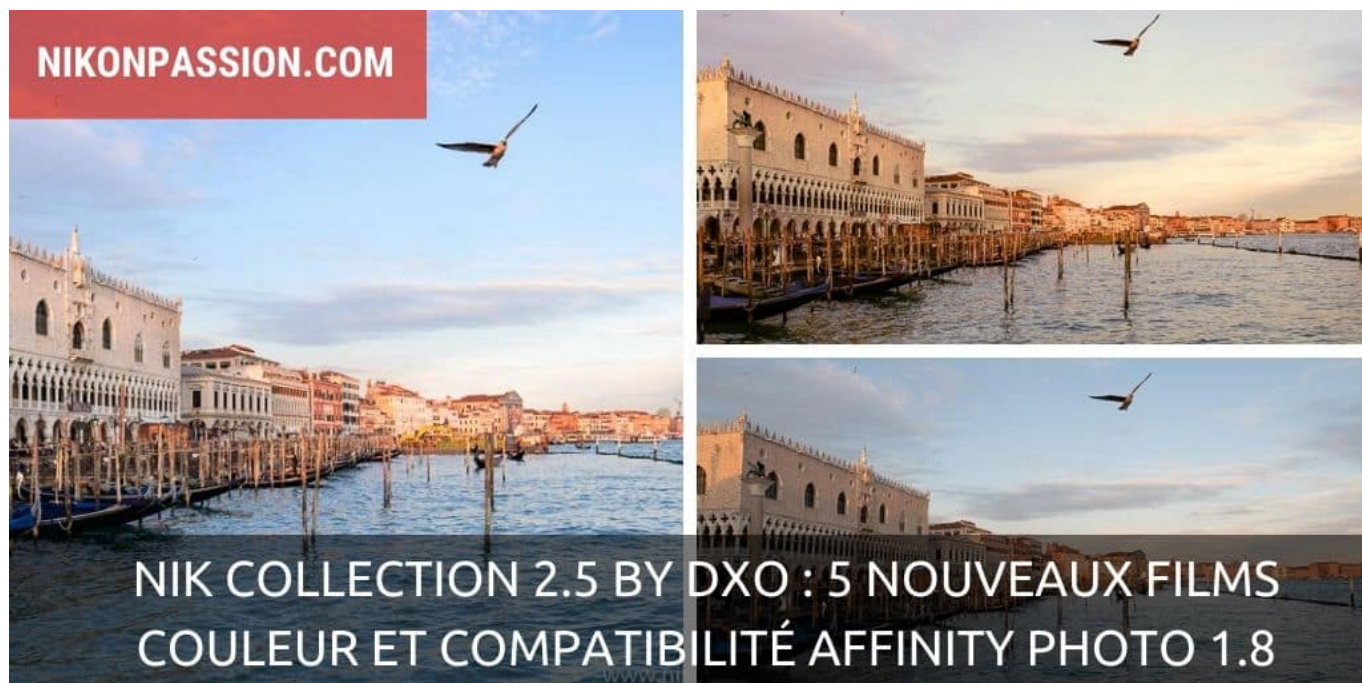 NIKONPASSION.COM
NIK COLLECTION 2.5 BY DXO : 5 NOUVEAUX FILMS
COULEUR ET COMPATIBILITÉ AFFINITY PHOTO 1.8